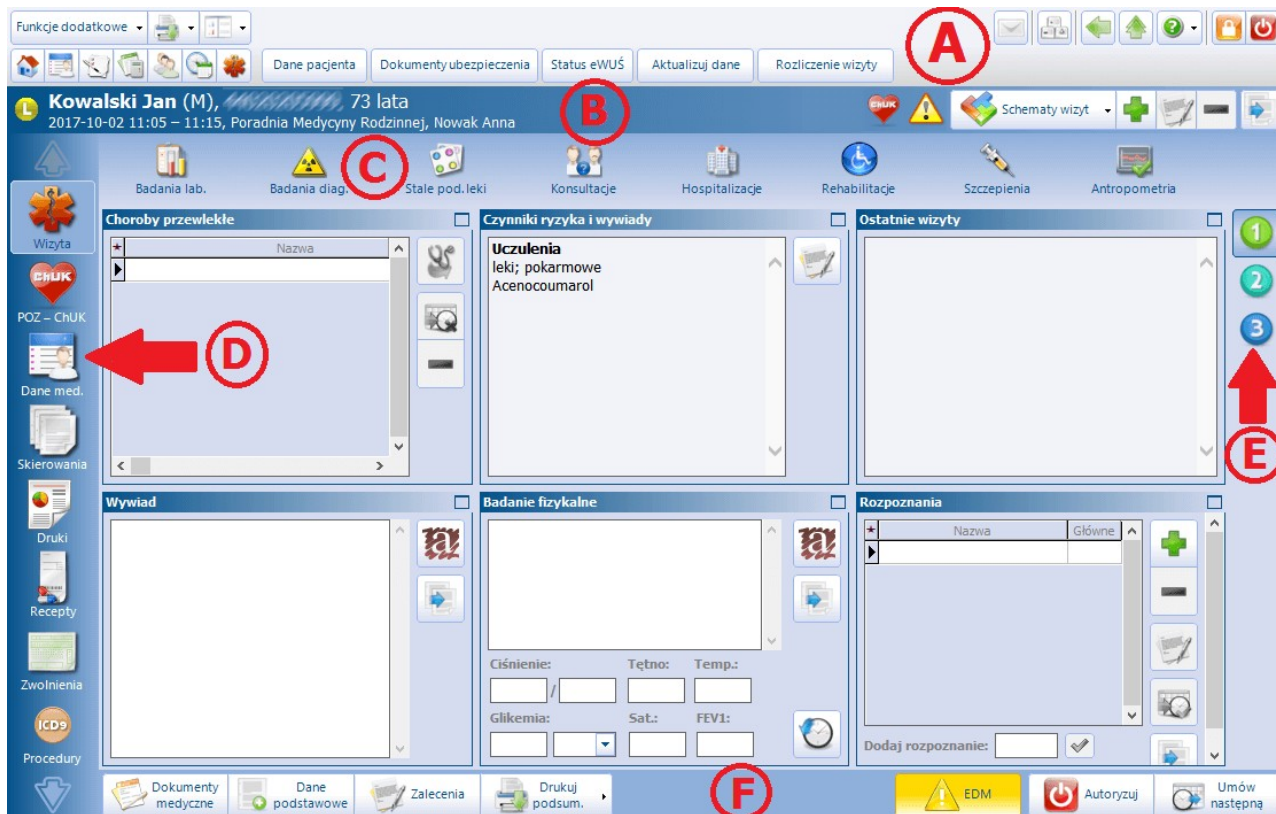 Funkcje dodatkowe
A
Dane pacjenta Dokumenty ubezpieczenia Status eWUŚ Aktualizuj dane Rozliczenie wizyty
L Kowalski Jan (M), 73 lata
2017-10-02 11:05 – 11:15, Poradnia Medycyny Rodzinnej, Nowak Anna
B
ChUK Schematy wizyt
C
Badania lab. Badania diag. Stale pod. leki Konsultacje Hospitalizacje Rehabilitacje Szczepienia Antropometria
Wizyta
ChUK
POZ – ChUK
Dane med.
Skierowania
Druki
Recepty
Zwolnienia
ICD9
Procedury
D
Choroby przewlekłe
Nazwa
Czynniki ryzyka i wywiady
Uczulenia
leki; pokarmowe
Acenocoumarol
Ostatnie wizyty
1
2
3
E
Wywiad
a
Badanie fizykalne
a
Ciśnienie: Tętno: Temp.:
/
Glikemia: Sat.: FEV1:
Rozpoznania
Nazwa Główne
Dodaj rozpoznanie:
Dokumenty
medyczne
Dane
podstawowe
Zalecenia
Drukuj
podsum.
F
EDM
Autoryzuj
Umów
następną